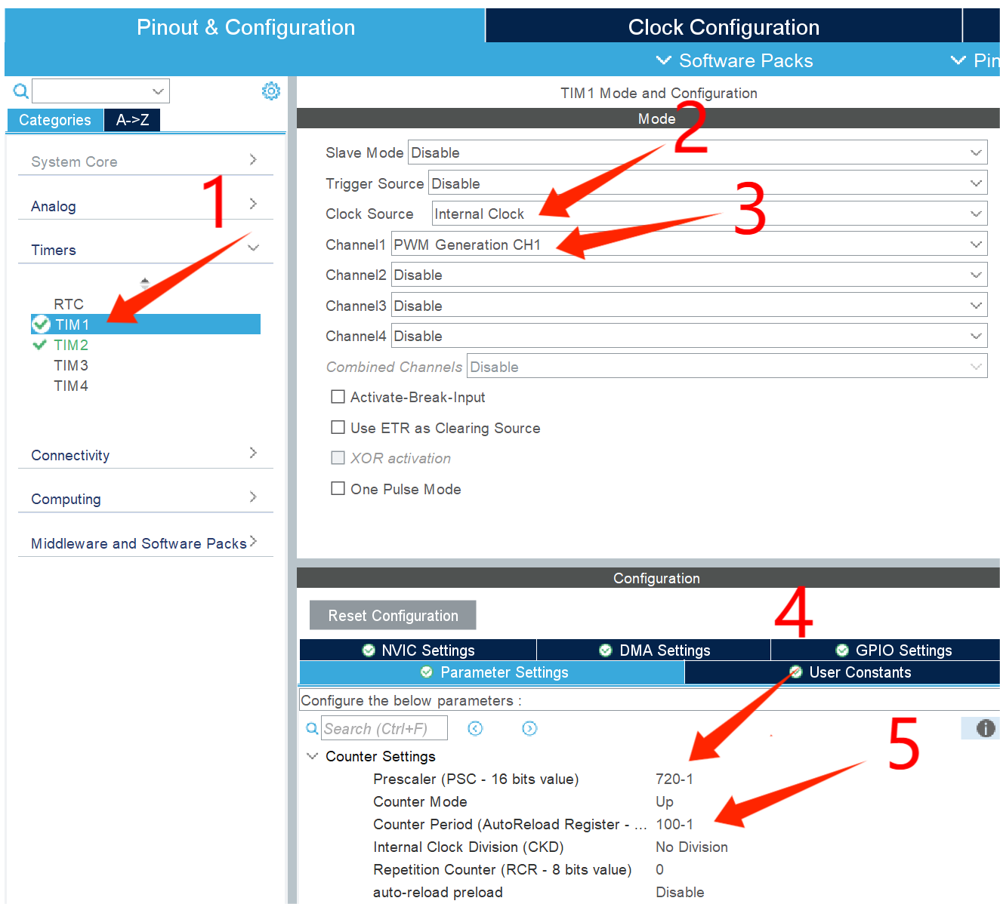 Pinout & Configuration
Clock Configuration
Software Packs
Pin
Categories
A->Z
System Core
Analog
Timers
RTC
TIM1
TIM2
TIM3
TIM4
Connectivity
Computing
Middleware and Software Packs
1
TIM1 Mode and Configuration
Mode
2
Slave Mode Disable
Trigger Source Disable
3
Clock Source Internal Clock
Channel1 PWM Generation CH1
Channel2 Disable
Channel3 Disable
Channel4 Disable
Combined Channels Disable
Activate-Break-Input
Use ETR as Clearing Source
XOR activation
One Pulse Mode
Configuration
4
Reset Configuration
NVIC Settings
DMA Settings
GPIO Settings
Parameter Settings
User Constants
Configure the below parameters :
Search (Ctrl+F)
5
Counter Settings
Prescaler (PSC - 16 bits value) 720-1
Counter Mode Up
Counter Period (AutoReload Register - ... 100-1
Internal Clock Division (CKD) No Division
Repetition Counter (RCR - 8 bits value) 0
auto-reload preload Disable